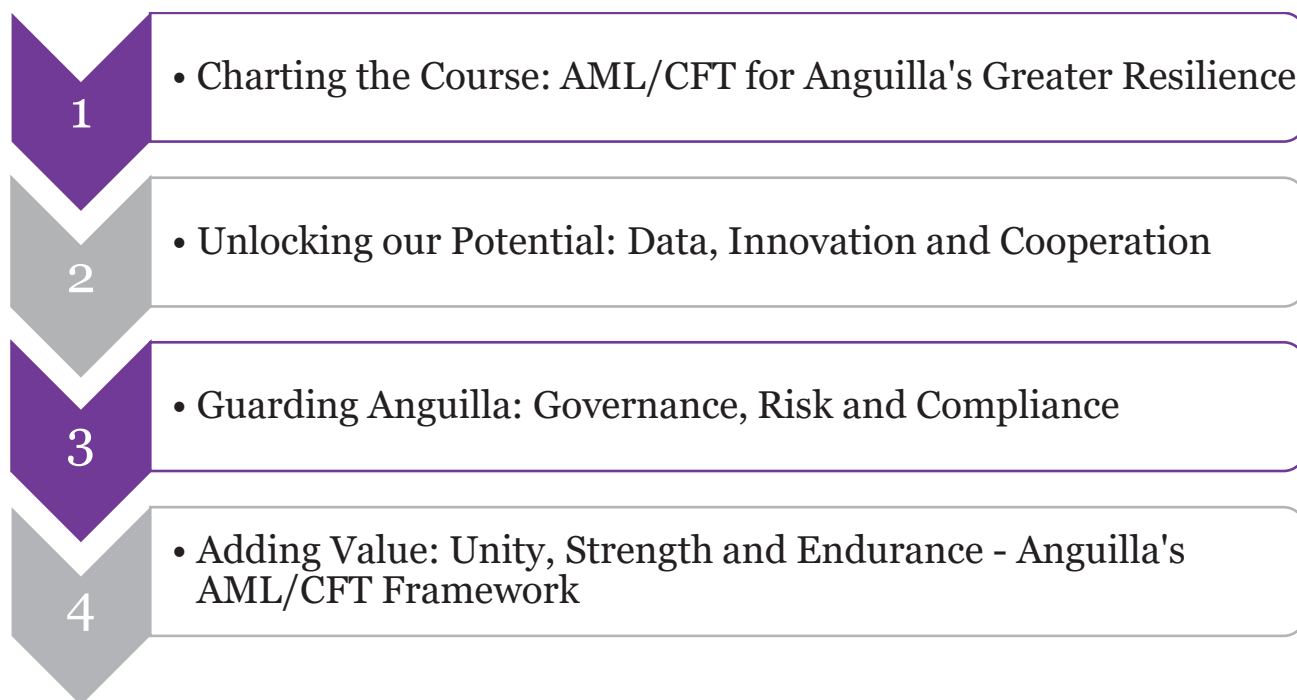 1
• Charting the Course: AML/CFT for Anguilla's Greater Resilience
2
• Unlocking our Potential: Data, Innovation and Cooperation
3
• Guarding Anguilla: Governance, Risk and Compliance
4
• Adding Value: Unity, Strength and Endurance - Anguilla's
AML/CFT Framework